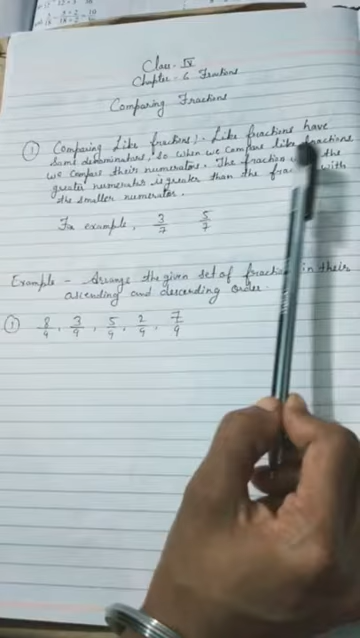 Class - IV
Chapter - 6 Fractions
Comparing Fractions
① Comparing Like fractions :- Like fractions have
same denominators, so when we compare like fractions
we compare their numerators. The fraction the
greater numerator is greater than the with
the smaller numerator.
For example, 3/7 5/7
Example - Arrange the given set of fractions in their
ascending and descending order.
① 8/9, 3/9, 5/9, 2/9, 7/9